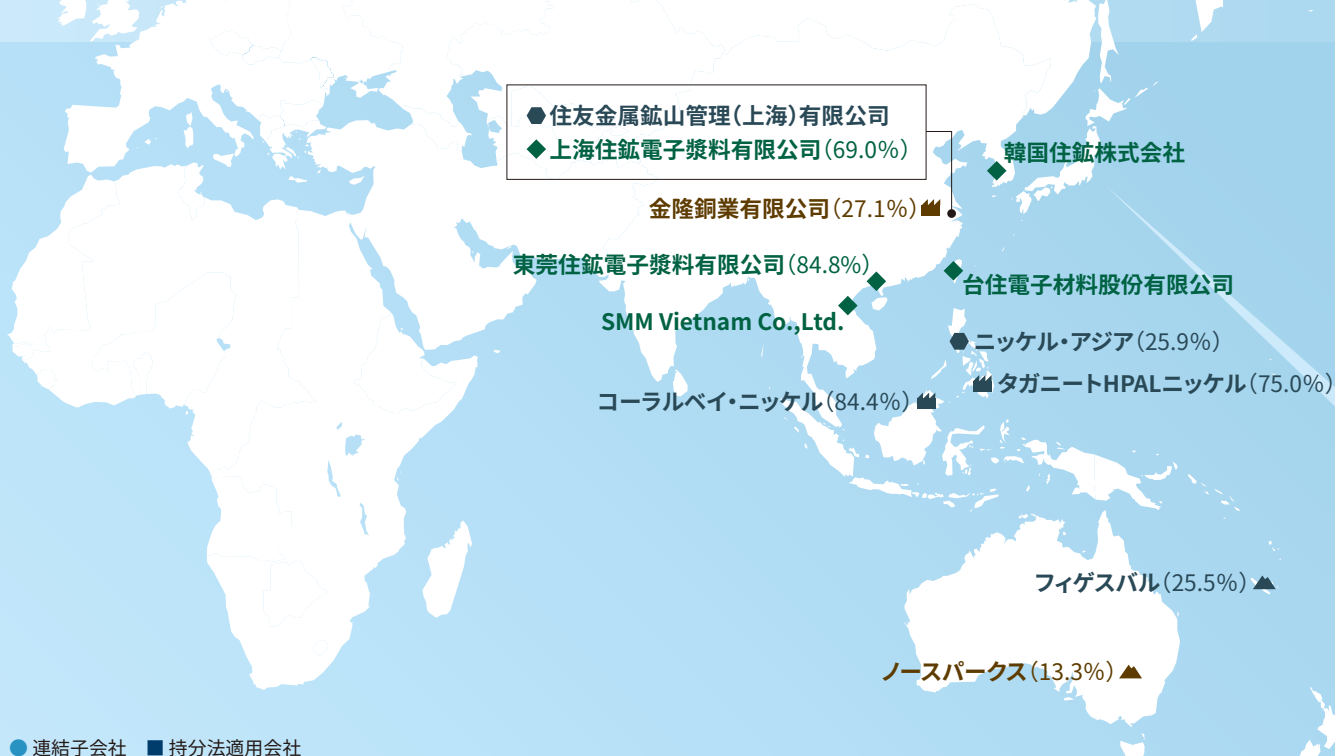 住友金属鉱山管理(上海)有限公司
上海住鉱電子漿料有限公司(69.0%)
韓国住鉱株式会社
金隆銅業有限公司(27.1%)
東莞住鉱電子漿料有限公司(84.8%)
台住電子材料股份有限公司
SMM Vietnam Co.,Ltd.
ニッケル・アジア(25.9%)
タガニートHPALニッケル(75.0%)
コーラルベイ・ニッケル(84.4%)
フィゲスバル(25.5%)
ノースパークス(13.3%)
連結子会社 持分法適用会社